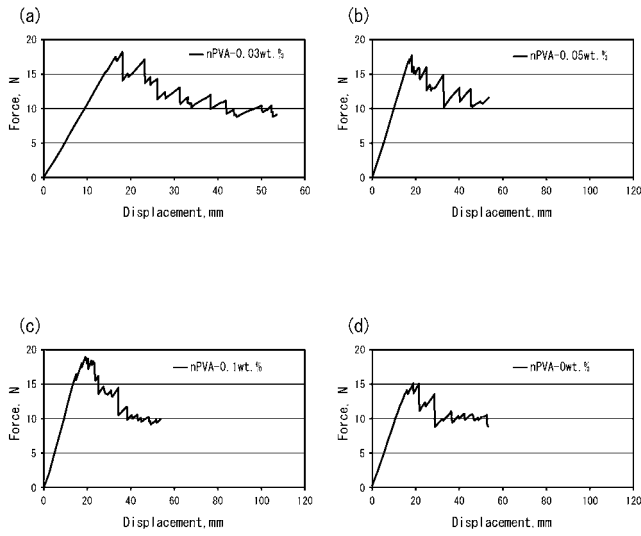 (a)
nPVA-0.03wt.%
Force, N
20
15
10
5
0
0 10 20 30 40 50 60
Displacement,mm
(b)
nPVA-0.05wt.%
Force, N
20
15
10
5
0
0 20 40 60 80 100 120
Displacement,mm
(c)
nPVA-0.1wt.%
Force, N
20
15
10
5
0
0 20 40 60 80 100 120
Displacement,mm
(d)
nPVA-0wt.%
Force, N
20
15
10
5
0
0 20 40 60 80 100 120
Displacement,mm